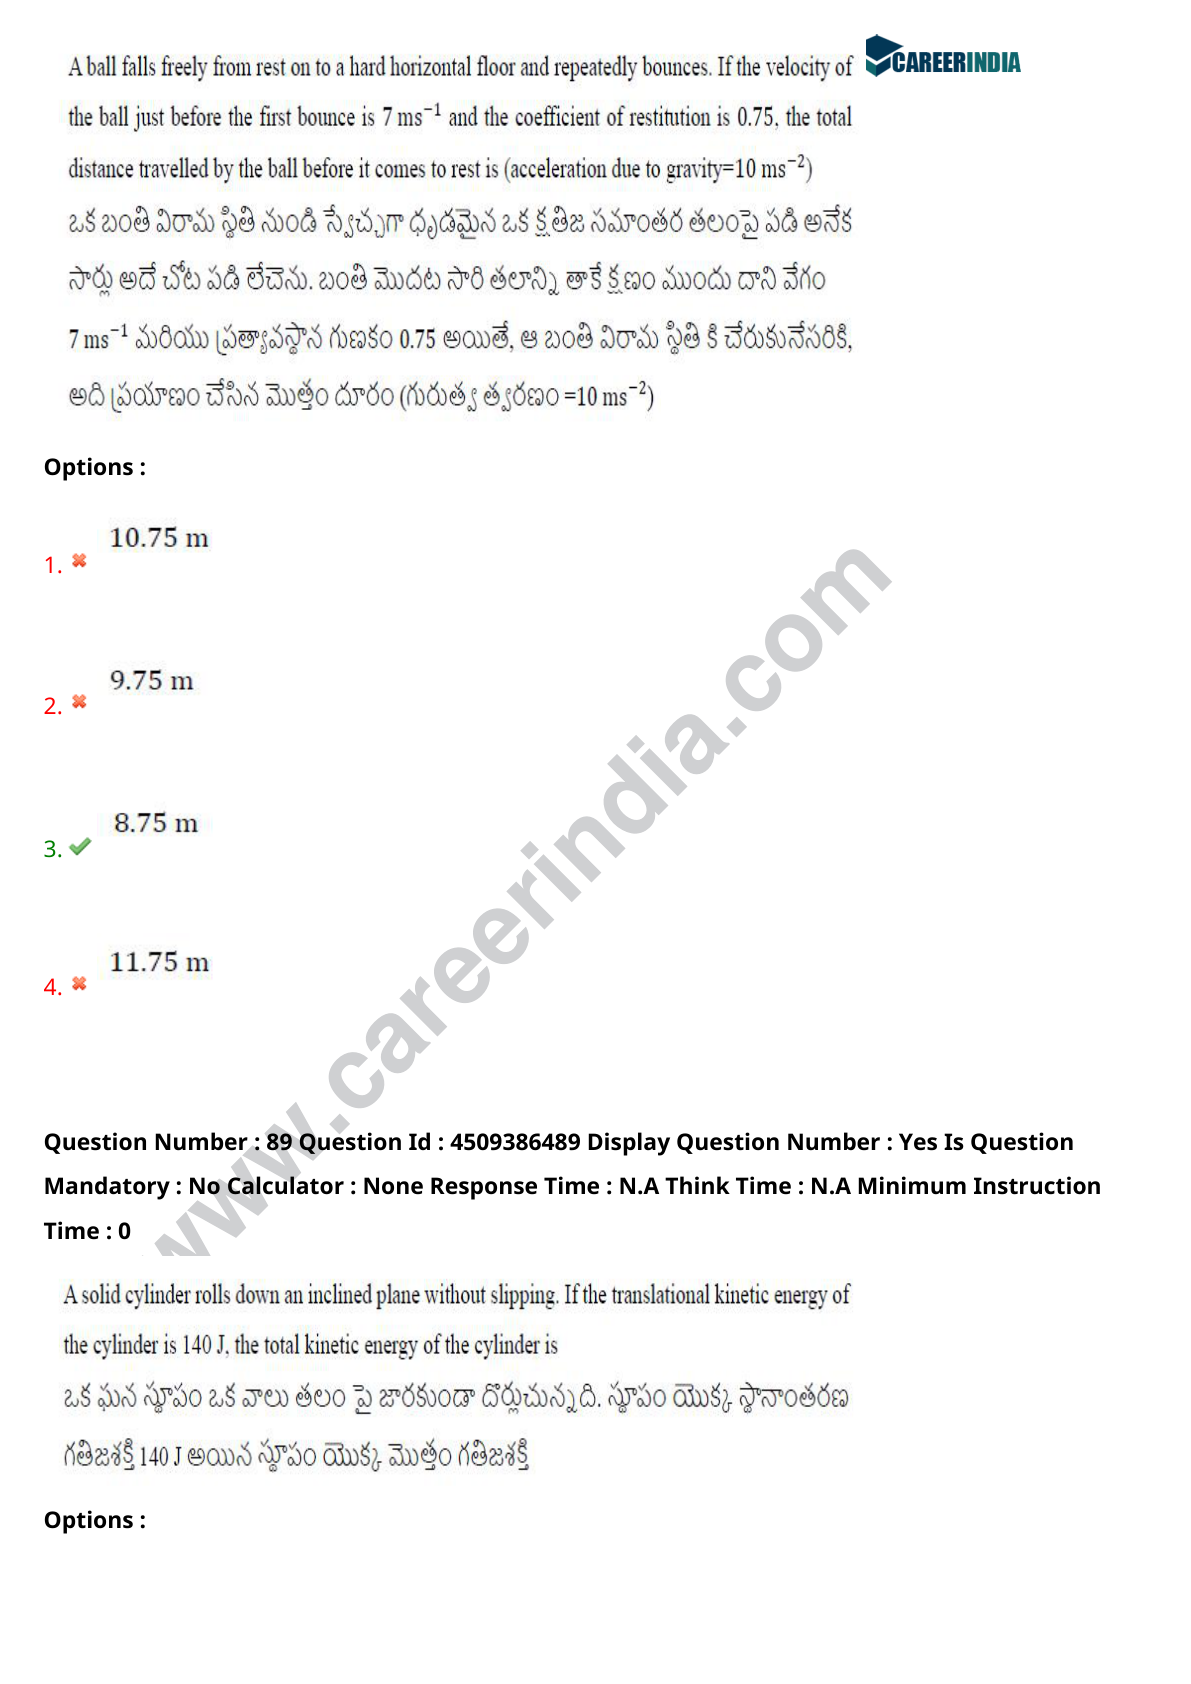 CAREERINDIA
A ball falls freely from rest on to a hard horizontal floor and repeatedly bounces. If the velocity of
the ball just before the first bounce is 7 ms⁻¹ and the coefficient of restitution is 0.75, the total
distance travelled by the ball before it comes to rest is (acceleration due to gravity=10 ms⁻²)
ఒక బంతి విరామ స్థితి నుండి స్వేచ్ఛగా ధృడమైన ఒక క్షితిజ సమాంతర తలంపై పడి అనేక
సార్లు అదే చోట పడి లేచెను. బంతి మొదట సారి తలాన్ని తాకే క్షణం ముందు దాని వేగం
7 ms⁻¹ మరియు ప్రత్యావస్థాన గుణకం 0.75 అయితే, ఆ బంతి విరామ స్థితి కి చేరుకునేసరికి,
అది ప్రయాణం చేసిన మొత్తం దూరం (గురుత్వ త్వరణం =10 ms⁻²)
Options :
1. 10.75 m
2. 9.75 m
3. 8.75 m
4. 11.75 m
www.careerindia.com
Question Number : 89 Question Id : 4509386489 Display Question Number : Yes Is Question
Mandatory : No Calculator : None Response Time : N.A Think Time : N.A Minimum Instruction
Time : 0
A solid cylinder rolls down an inclined plane without slipping. If the translational kinetic energy of
the cylinder is 140 J, the total kinetic energy of the cylinder is
ఒక ఘన స్థూపం ఒక వాలు తలం పై జారకుండా దొర్లుచున్నది. స్థూపం యొక్క స్థానాంతరణ
గతిజశక్తి 140 J అయిన స్థూపం యొక్క మొత్తం గతిజశక్తి
Options :